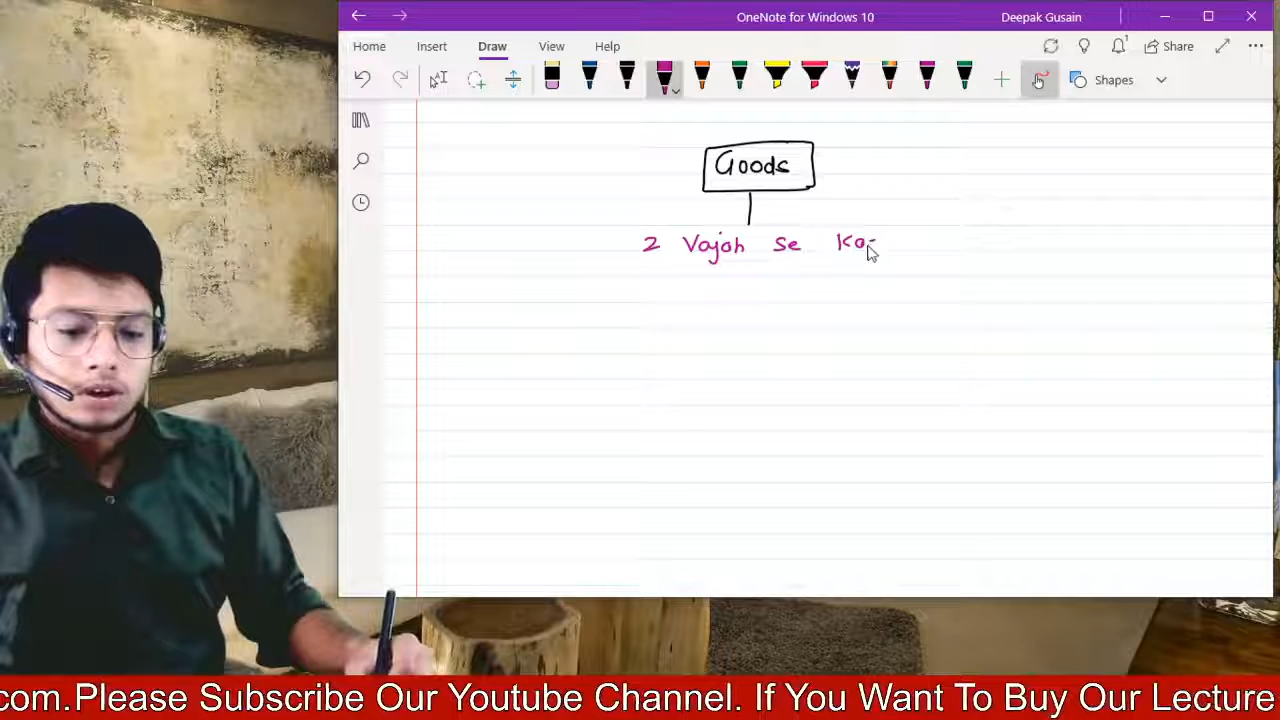 OneNote for Windows 10
Deepak Gusain
Home Insert Draw View Help
1
Share
Shapes
Goods
2 Vajah Se
com.Please Subscribe Our Youtube Channel. If You Want To Buy Our Lecture